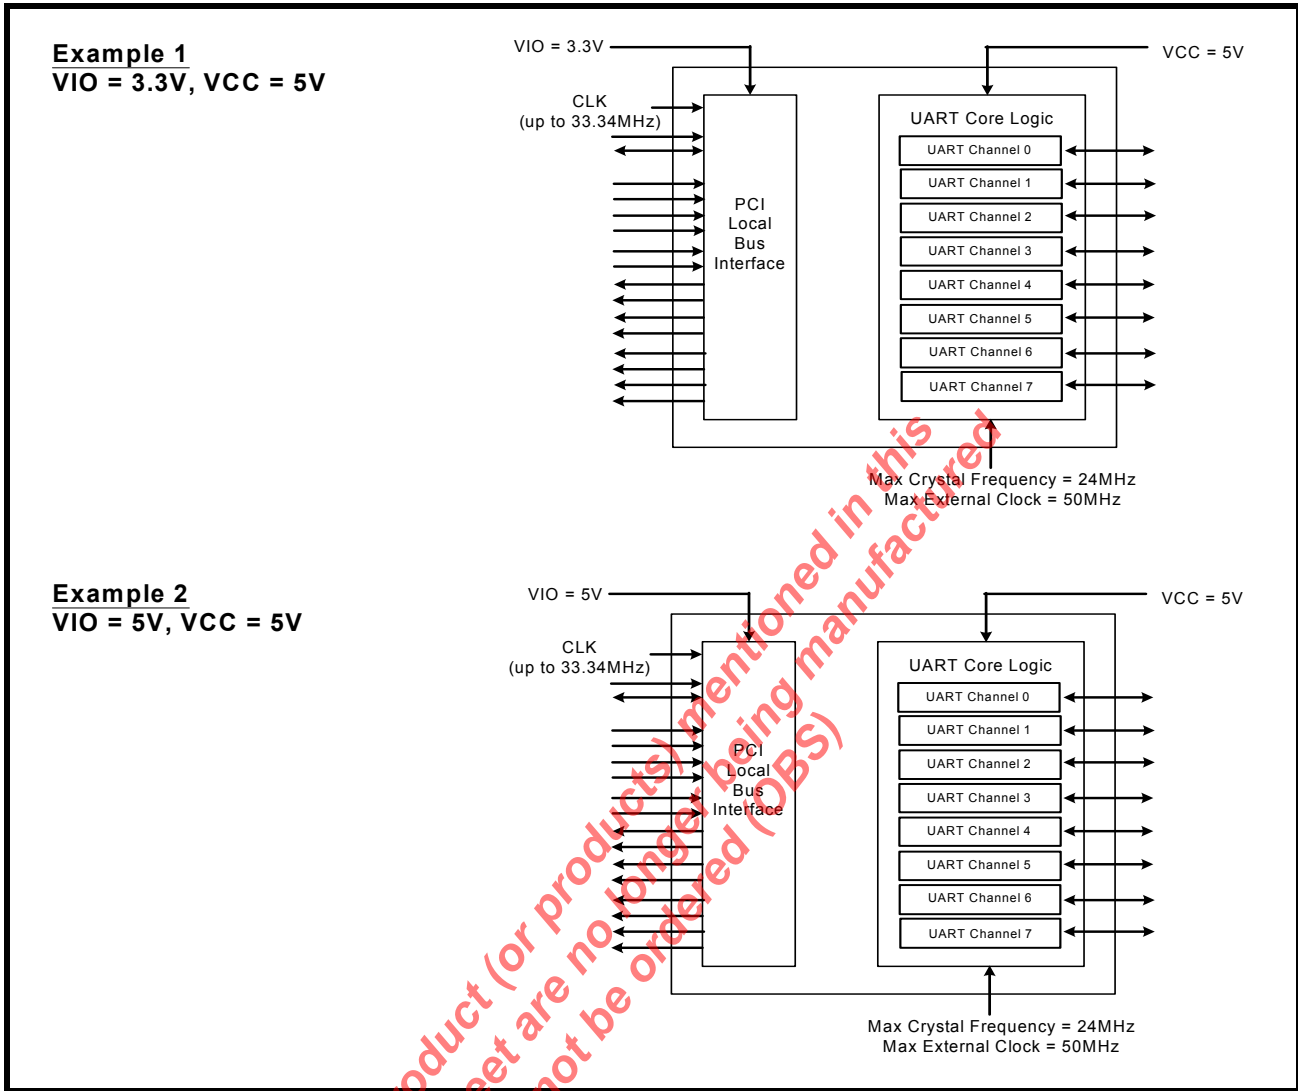 Example 1
VIO = 3.3V, VCC = 5V
VIO = 3.3V
VCC = 5V
CLK
(up to 33.34MHz)
PCI
Local
Bus
Interface
UART Core Logic
UART Channel 0
UART Channel 1
UART Channel 2
UART Channel 3
UART Channel 4
UART Channel 5
UART Channel 6
UART Channel 7
Max Crystal Frequency = 24MHz
Max External Clock = 50MHz
Example 2
VIO = 5V, VCC = 5V
VIO = 5V
VCC = 5V
CLK
(up to 33.34MHz)
PCI
Local
Bus
Interface
UART Core Logic
UART Channel 0
UART Channel 1
UART Channel 2
UART Channel 3
UART Channel 4
UART Channel 5
UART Channel 6
UART Channel 7
Max Crystal Frequency = 24MHz
Max External Clock = 50MHz
(or products) mentioned in this
are no longer being manufactured
not be ordered (OBS)